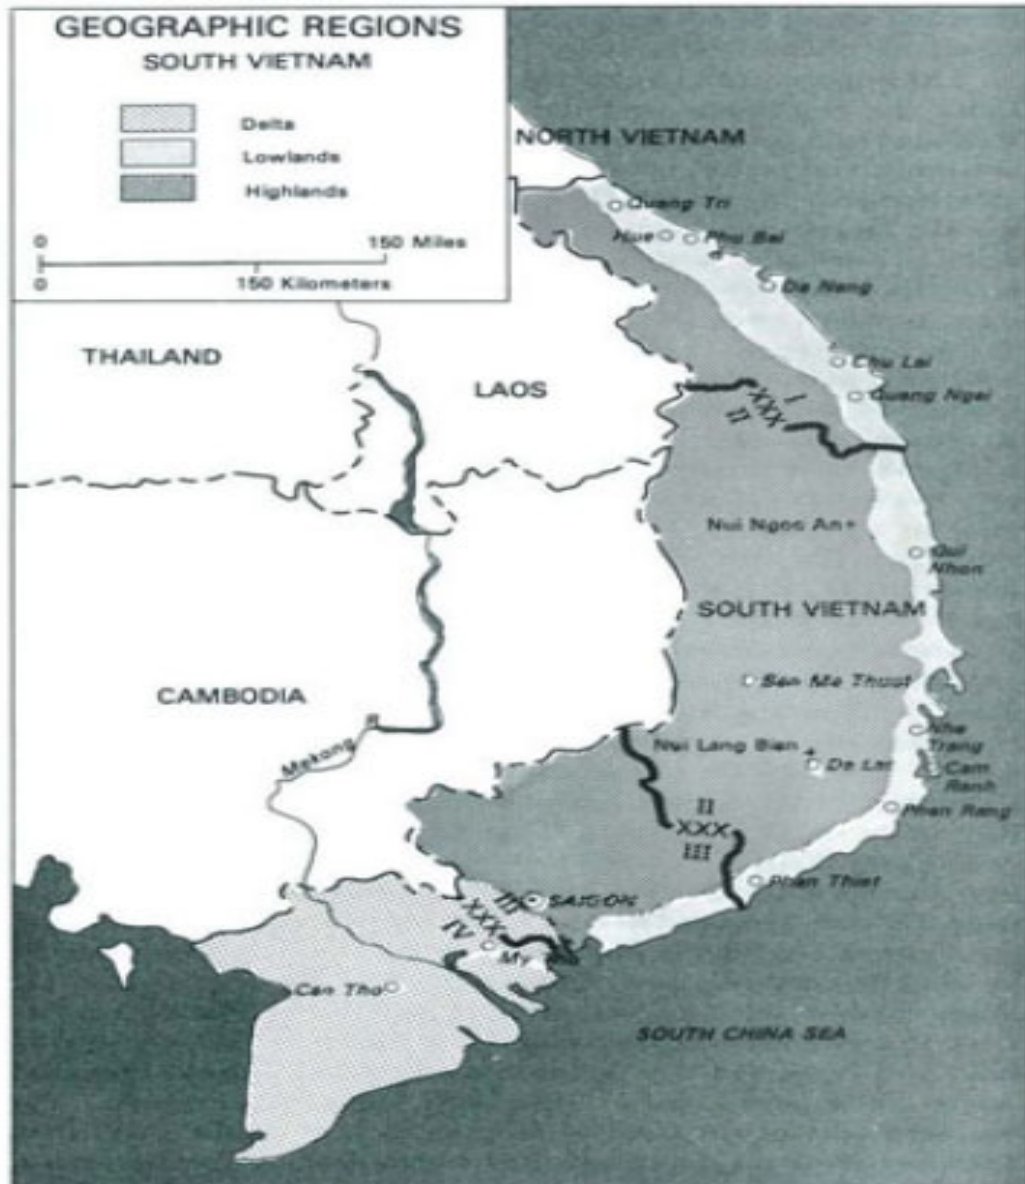 GEOGRAPHIC REGIONS
SOUTH VIETNAM
Delta
Lowlands
Highlands
0 150 Miles
0 150 Kilometers
NORTH VIETNAM
Quang Tri
Hue
Phu Bai
Da Nang
THAILAND
LAOS
Chu Lai
Quang Ngai
I
XXX
II
Nui Ngoc An
Qui
Nhon
SOUTH VIETNAM
CAMBODIA
Ban Me Thuot
Mekong
Nha
Trang
Nui Lang Bian
Da Lat
Cam
Ranh
Phan Rang
II
XXX
III
Phan Thiet
SAIGON
III
XXX
IV
My
Can Tho
SOUTH CHINA SEA